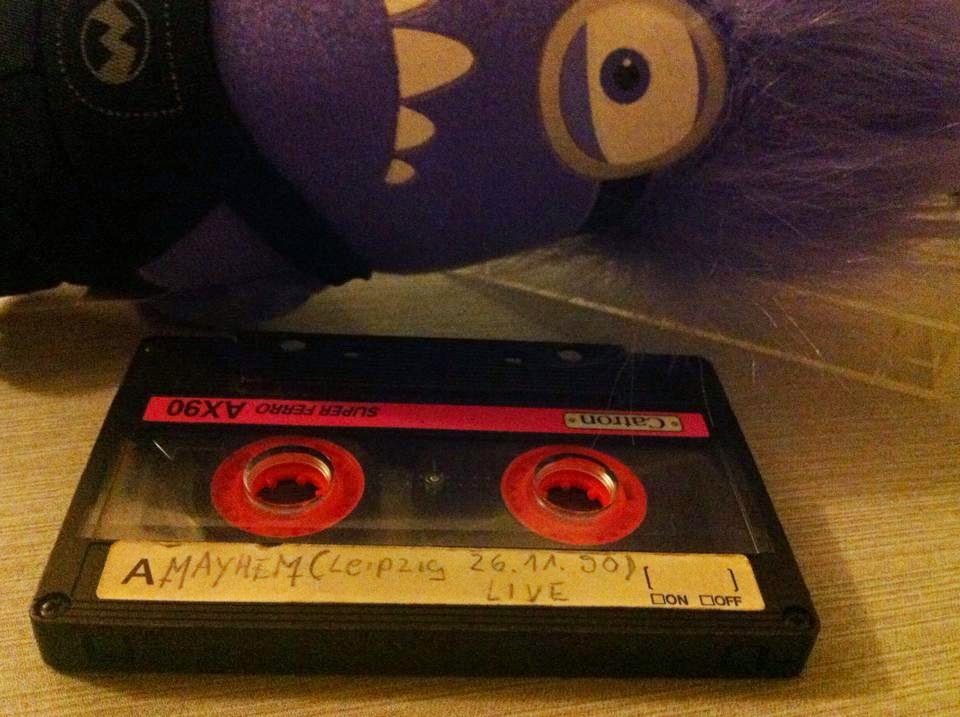 Catron
SUPER FERRO AX90
A MAYHEM (Leipzig 26.11.90)
LIVE
[ ]
☐ON ☐OFF